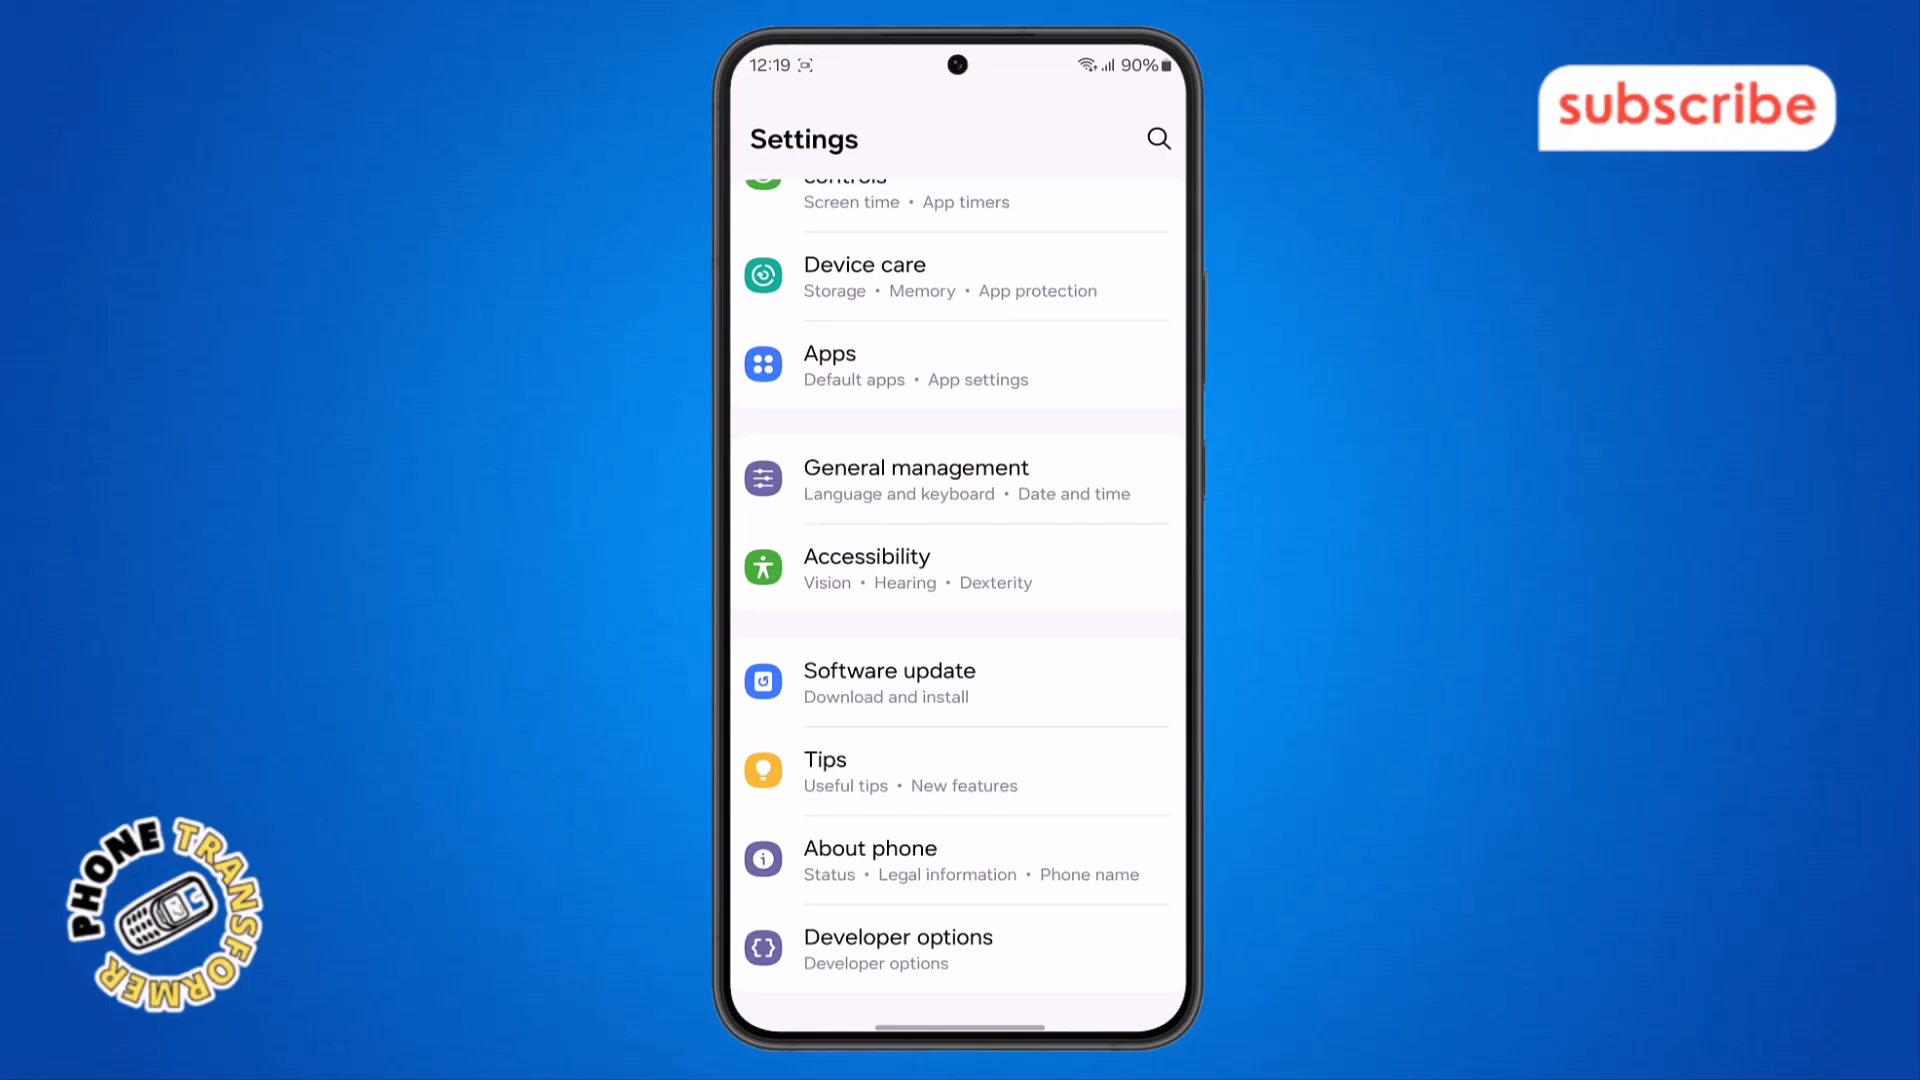 12:19
90%
subscribe
Settings
controls
Screen time • App timers
Device care
Storage • Memory • App protection
Apps
Default apps • App settings
General management
Language and keyboard • Date and time
Accessibility
Vision • Hearing • Dexterity
Software update
Download and install
Tips
Useful tips • New features
About phone
Status • Legal information • Phone name
Developer options
Developer options
PHONE TRANSFORMER